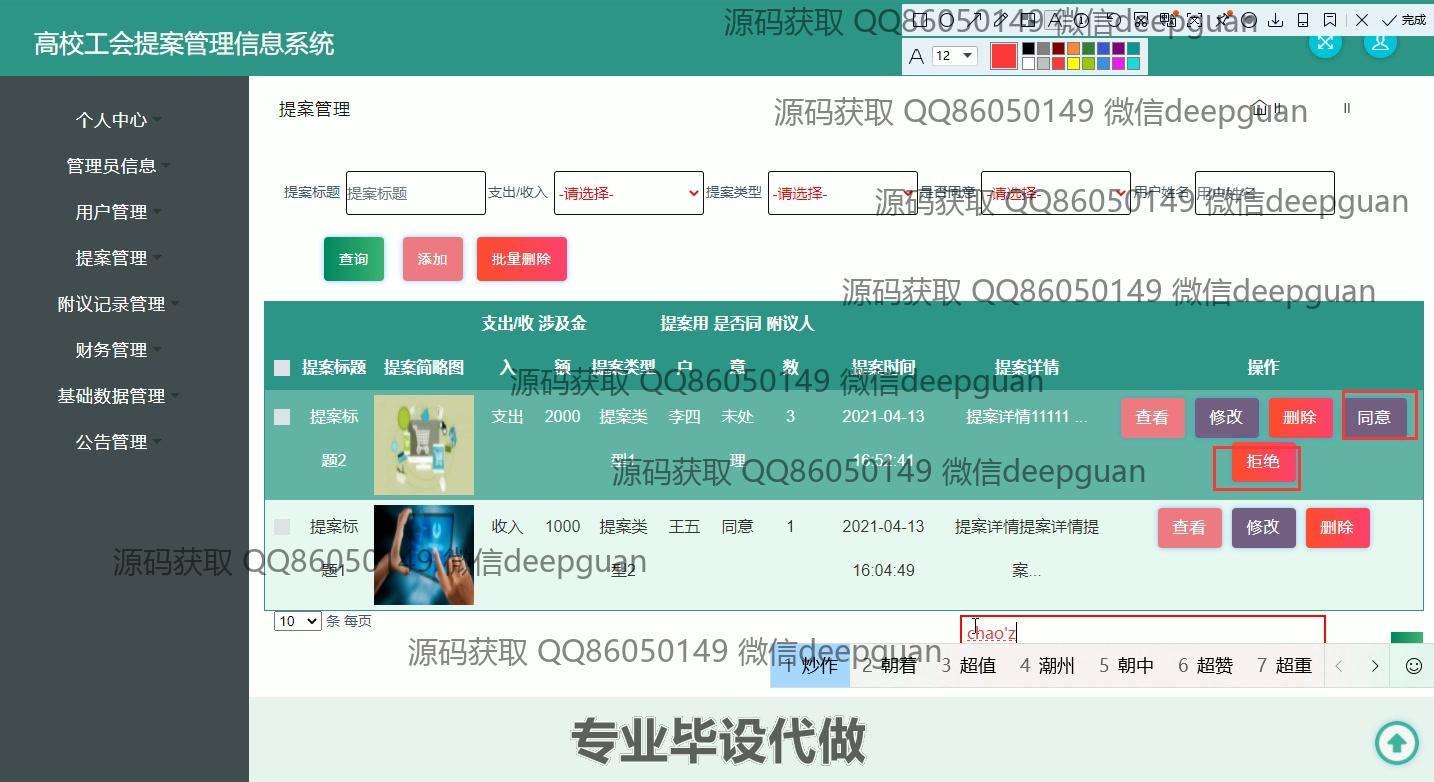 源码获取 QQ86050149 微信deepguan
完成
高校工会提案管理信息系统
A 12
个人中心
管理员信息
用户管理
提案管理
附议记录管理
财务管理
基础数据管理
公告管理
提案管理
源码获取 QQ86050149 微信deepguan
提案标题 提案标题 支出/收入 -请选择- 提案类型 -请选择- 是否同意 -请选择- 用户姓名 用户姓名
源码获取 QQ86050149 微信deepguan
查询 添加 批量删除
源码获取 QQ86050149 微信deepguan
支出/收 涉及金 提案用 是否同 附议人
提案标题 提案简略图 入 额 提案类型 户 意 数 提案时间 提案详情 操作
源码获取 QQ86050149 微信deepguan
提案标 支出 2000 提案类 李四 未处 3 2021-04-13 提案详情11111 ... 查看 修改 删除 同意
题2 型1 理 16:52:41 拒绝
源码获取 QQ86050149 微信deepguan
提案标 收入 1000 提案类 王五 同意 1 2021-04-13 提案详情提案详情提 查看 修改 删除
题1 型2 16:04:49 案...
源码获取 QQ86050149 微信deepguan
10 条 每页
chao'z
源码获取 QQ86050149 微信deepguan
1 炒作 2 朝着 3 超值 4 潮州 5 朝中 6 超赞 7 超重
专业毕设代做